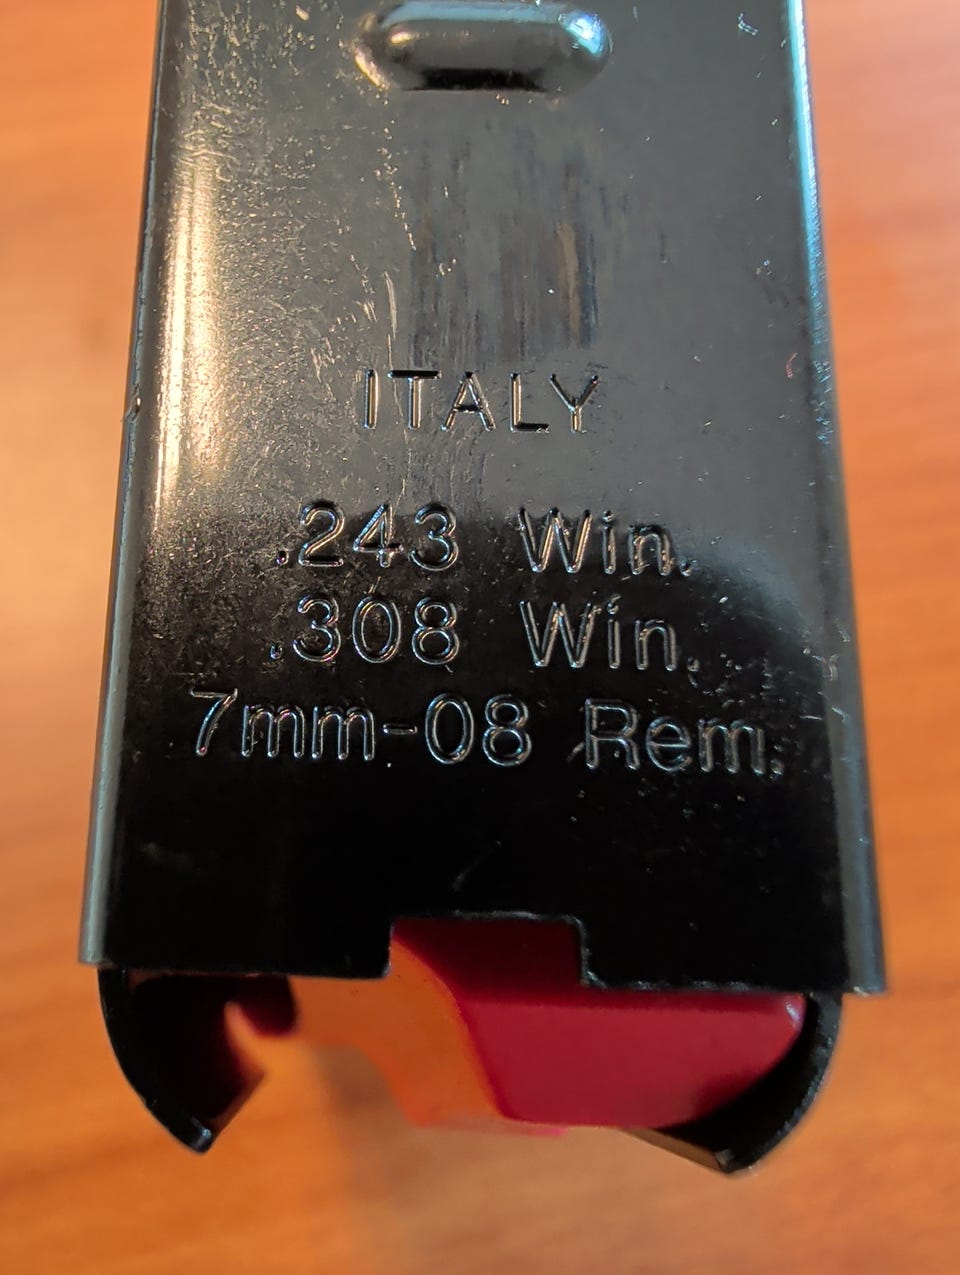 ITALY
.243 Win.
.308 Win.
7mm-08 Rem.